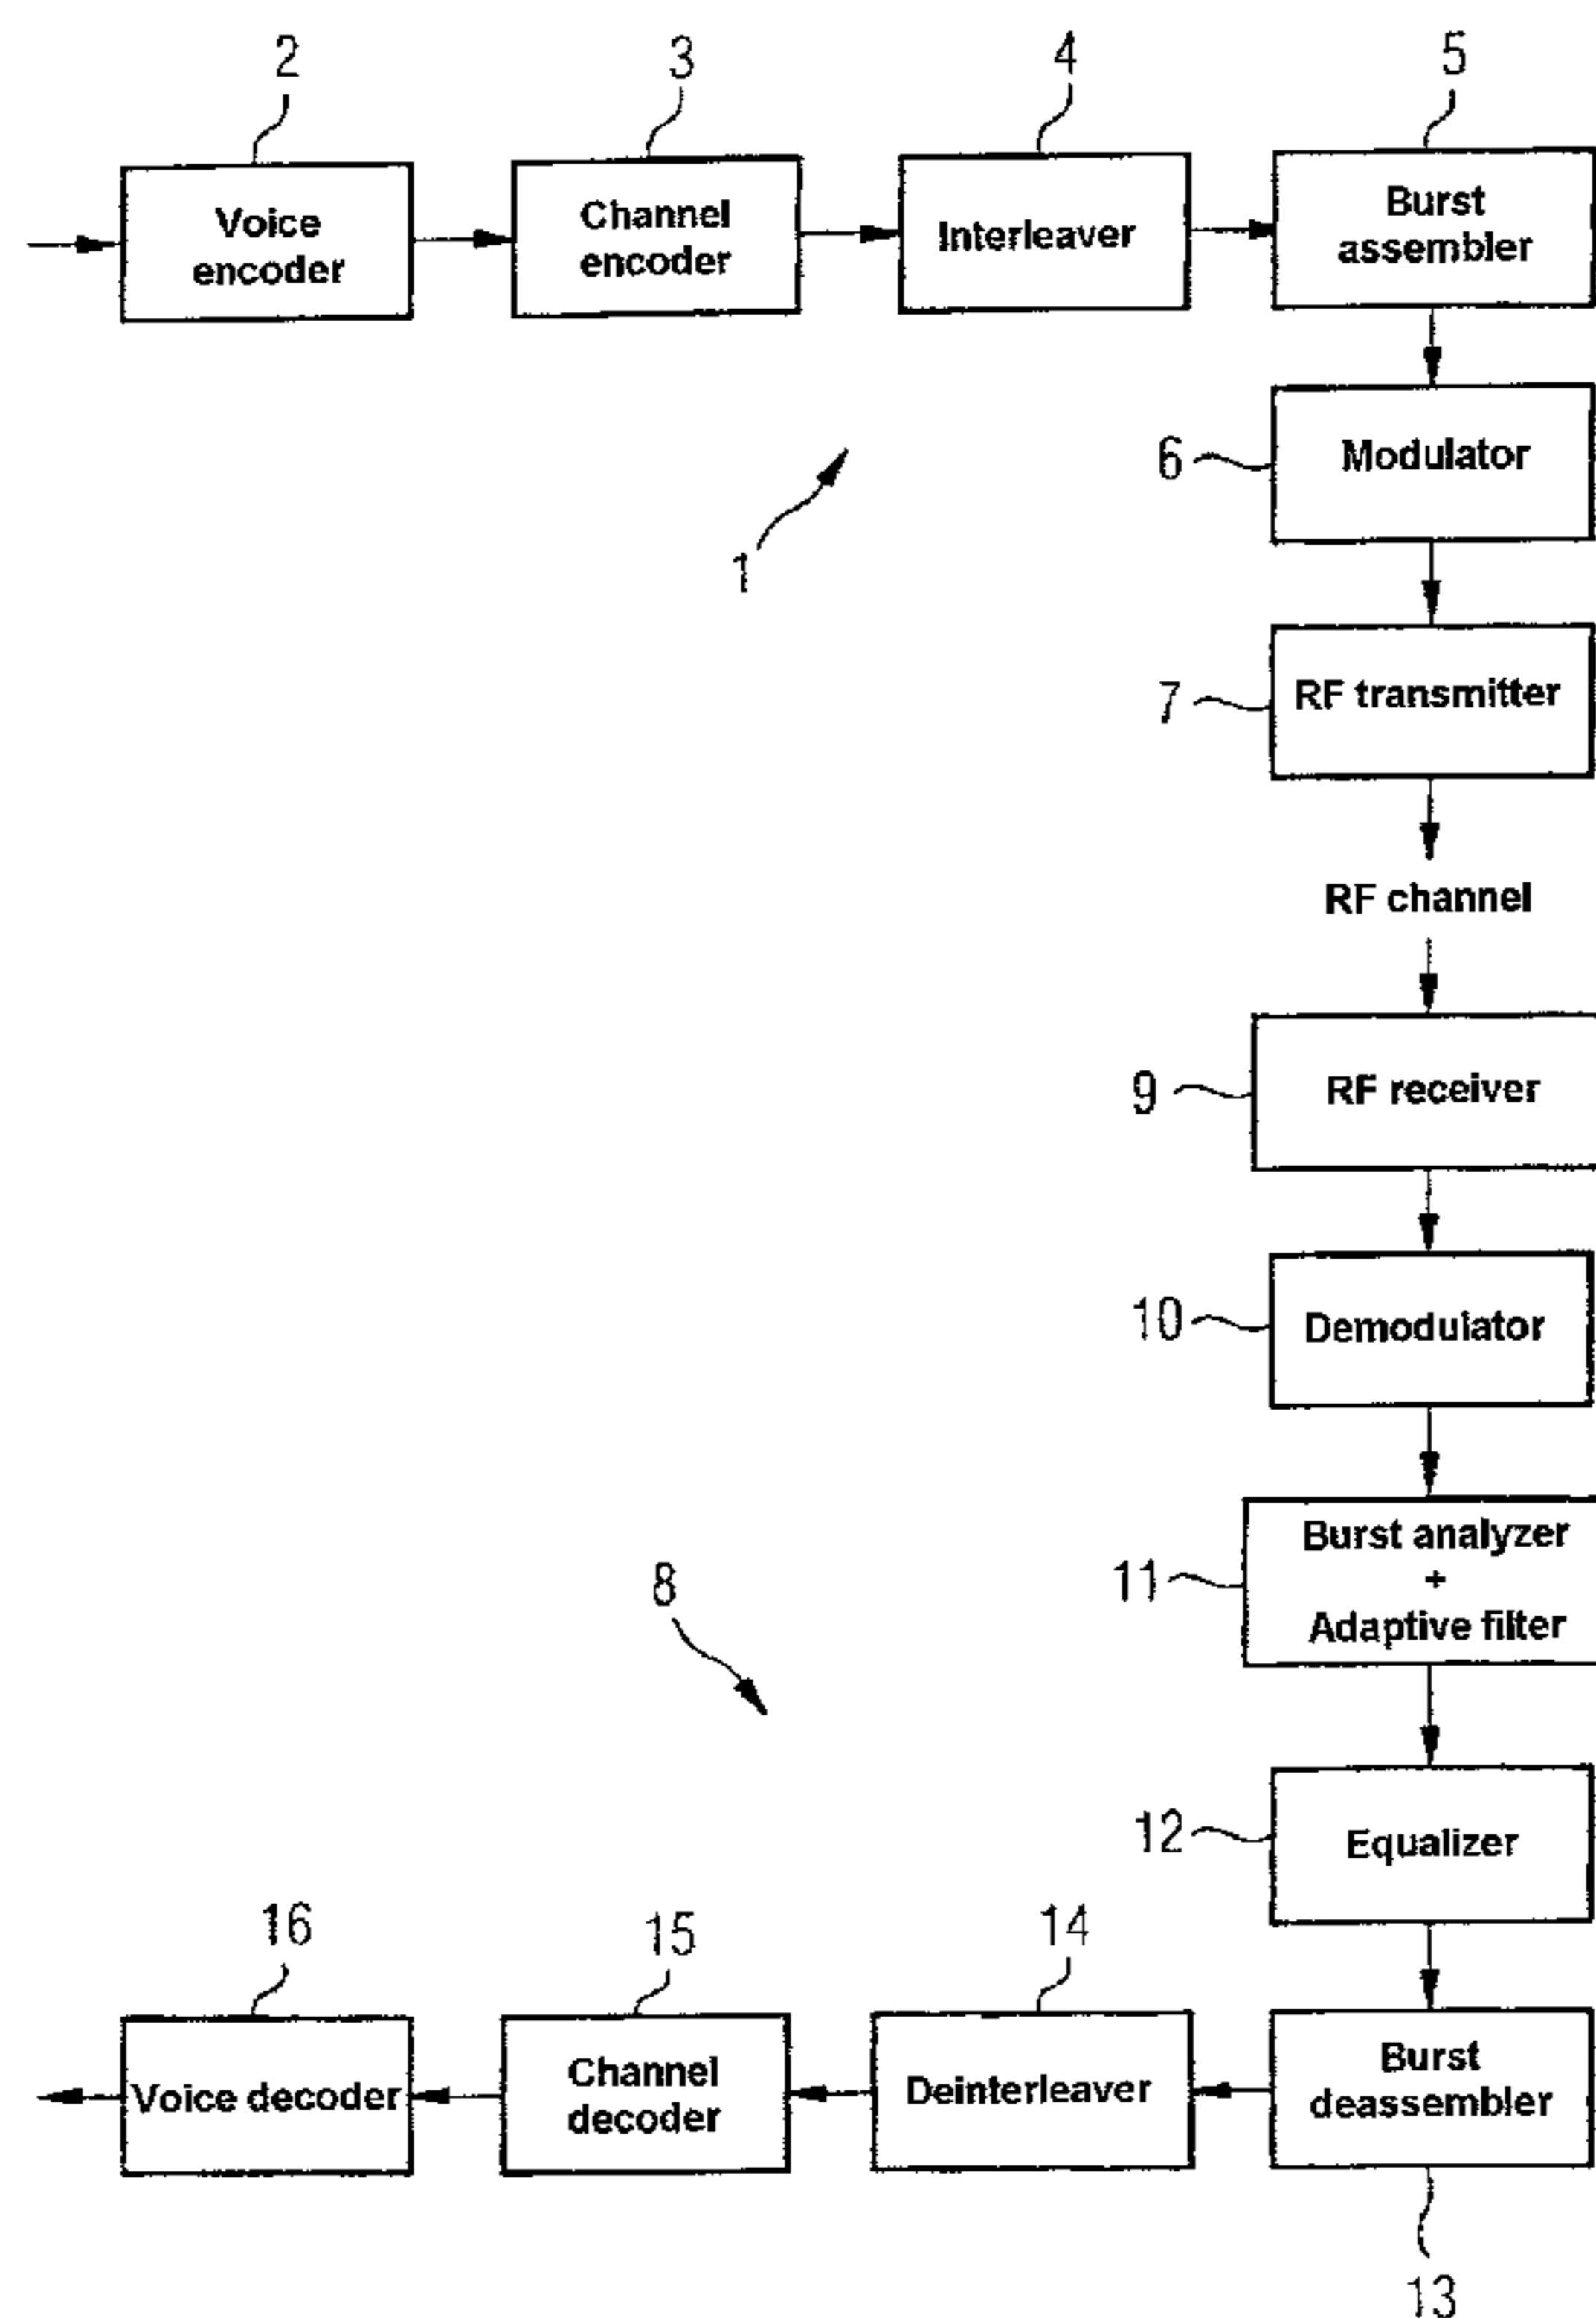 2
3
4
5
Voice
encoder
Channel
encoder
Interleaver
Burst
assembler
6
Modulator
1
7
RF transmitter
RF channel
9
RF receiver
10
Demodulator
11
Burst analyzer
+
Adaptive filter
8
12
Equalizer
16
15
14
Voice decoder
Channel
decoder
Deinterleaver
Burst
deassembler
13